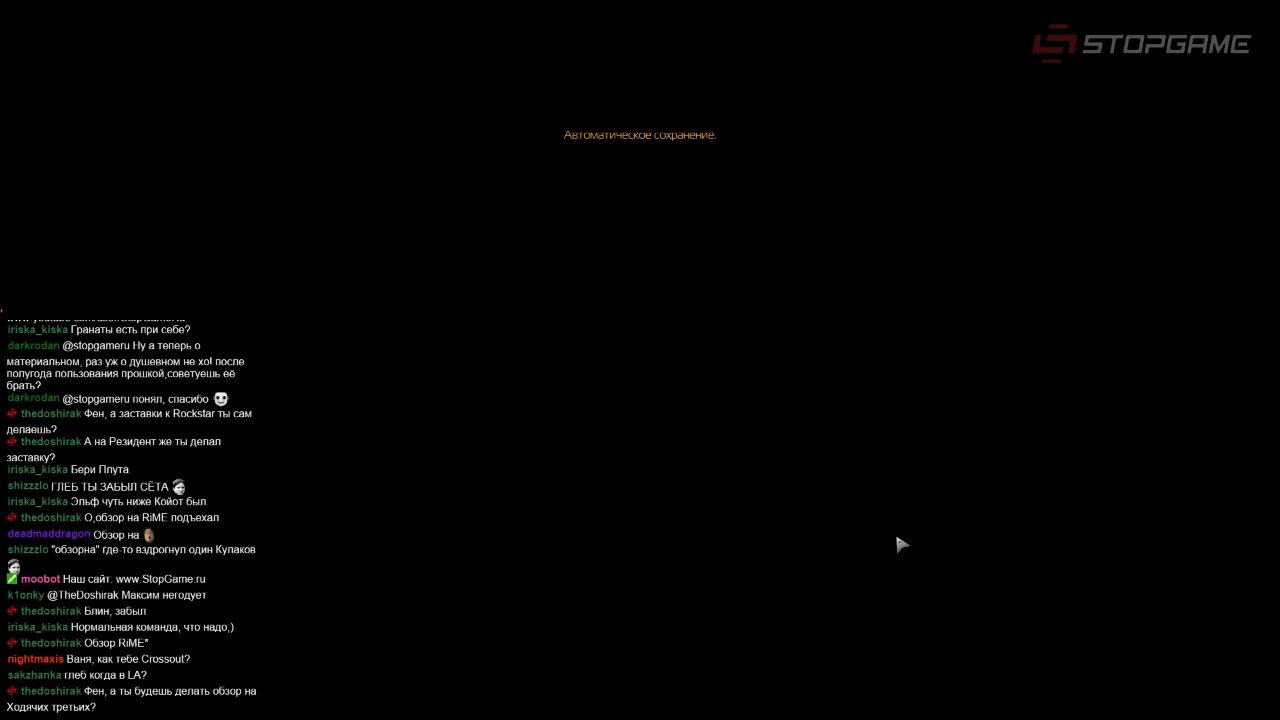 STOPGAME
Автоматическое сохранение.
iriska_kiska Гранаты есть при себе?
darkrodan @stopgameru Ну а теперь о
материальном, раз уж о душевном не хо! после
полугода пользования прошкой,советуешь её
брать?
darkrodan @stopgameru понял, спасибо
thedoshirak Фен, а заставки к Rockstar ты сам
делаешь?
thedoshirak А на Резидент же ты делал
заставку?
iriska_kiska Бери Плута.
shizzzlo ГЛЕБ ТЫ ЗАБЫЛ СЁТА
iriska_kiska Эльф чуть ниже Койот был.
thedoshirak О,обзор на RiME подъехал
deadmaddragon Обзор на
shizzzlo "обзорна" где-то вздрогнул один Кулаков
moobot Наш сайт: www.StopGame.ru
k1onky @TheDoshirak Максим негодует
thedoshirak Блин, забыл
iriska_kiska Нормальная команда, что надо;)
thedoshirak Обзор RiME*
nightmaxis Ваня, как тебе Crossout?
sakzhanka глеб когда в LA?
thedoshirak Фен, а ты будешь делать обзор на
Ходячих третьих?